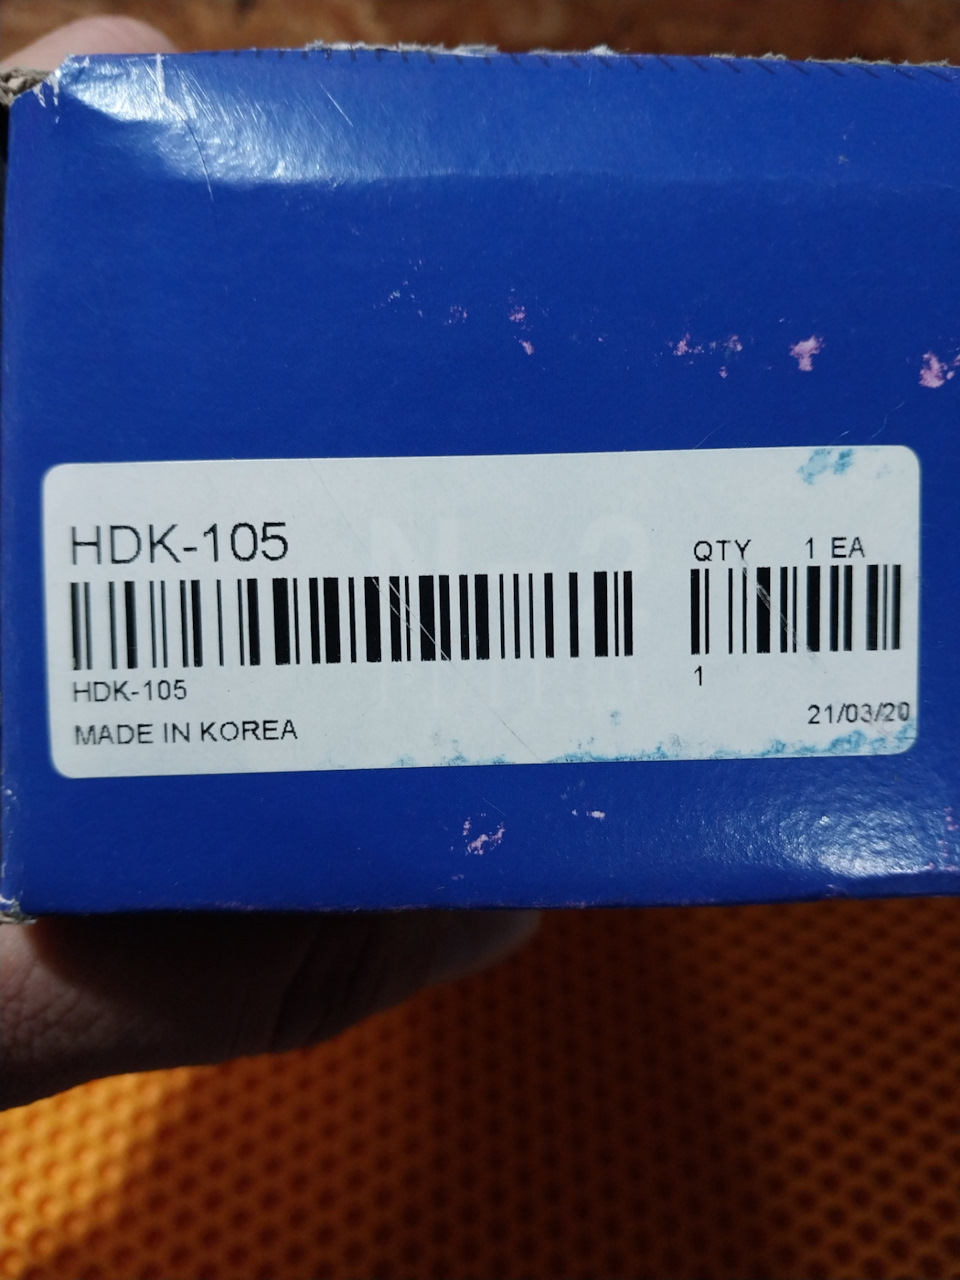 HDK-105
QTY 1 EA
HDK-105
1
MADE IN KOREA
21/03/20